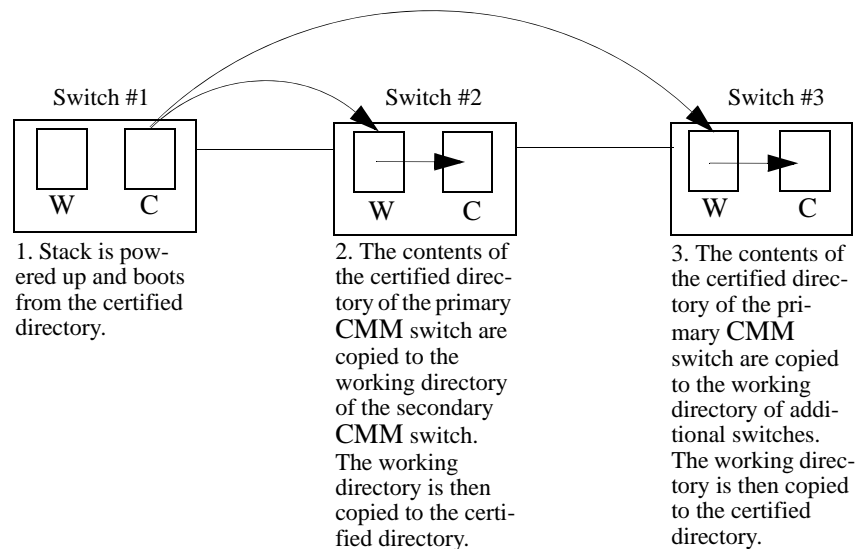 Switch #1
Switch #2
Switch #3
W
C
W
C
W
C
1. Stack is pow-
ered up and boots
from the certified
directory.
2. The contents of
the certified direc-
tory of the primary
CMM switch are
copied to the
working directory
of the secondary
CMM switch.
The working
directory is then
copied to the certi-
fied directory.
3. The contents of
the certified direc-
tory of the pri-
mary CMM
switch are copied
to the working
directory of addi-
tional switches.
The working direc-
tory is then copied
to the certified
directory.